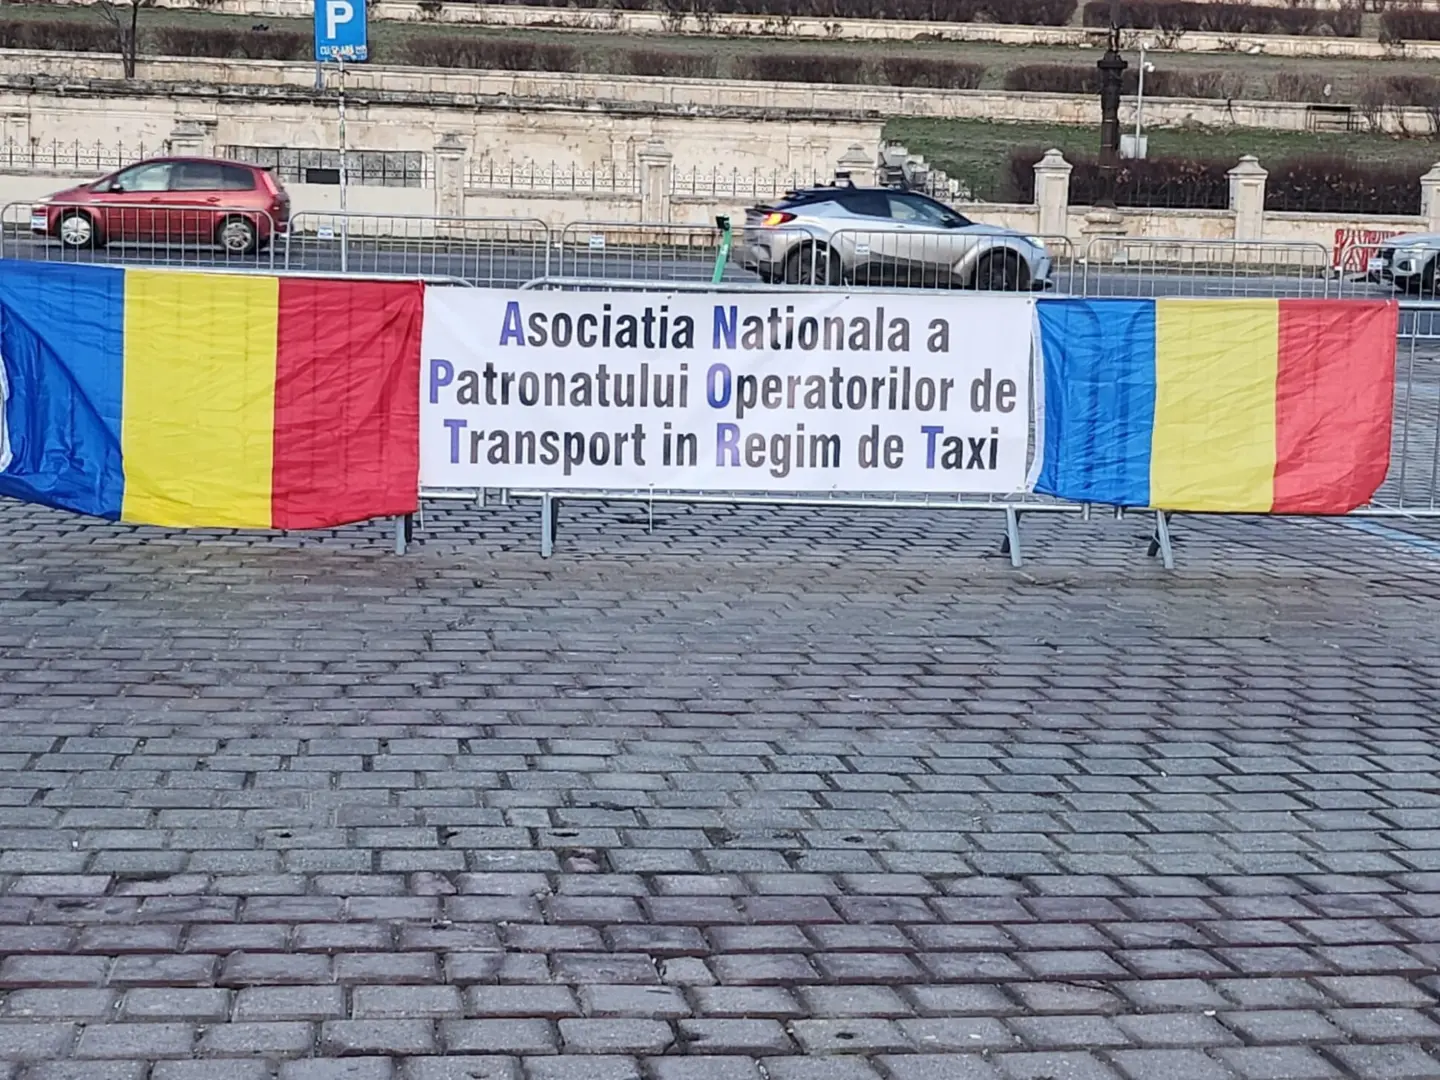 P
Asociatia Nationala a
Patronatului Operatorilor de
Transport in Regim de Taxi